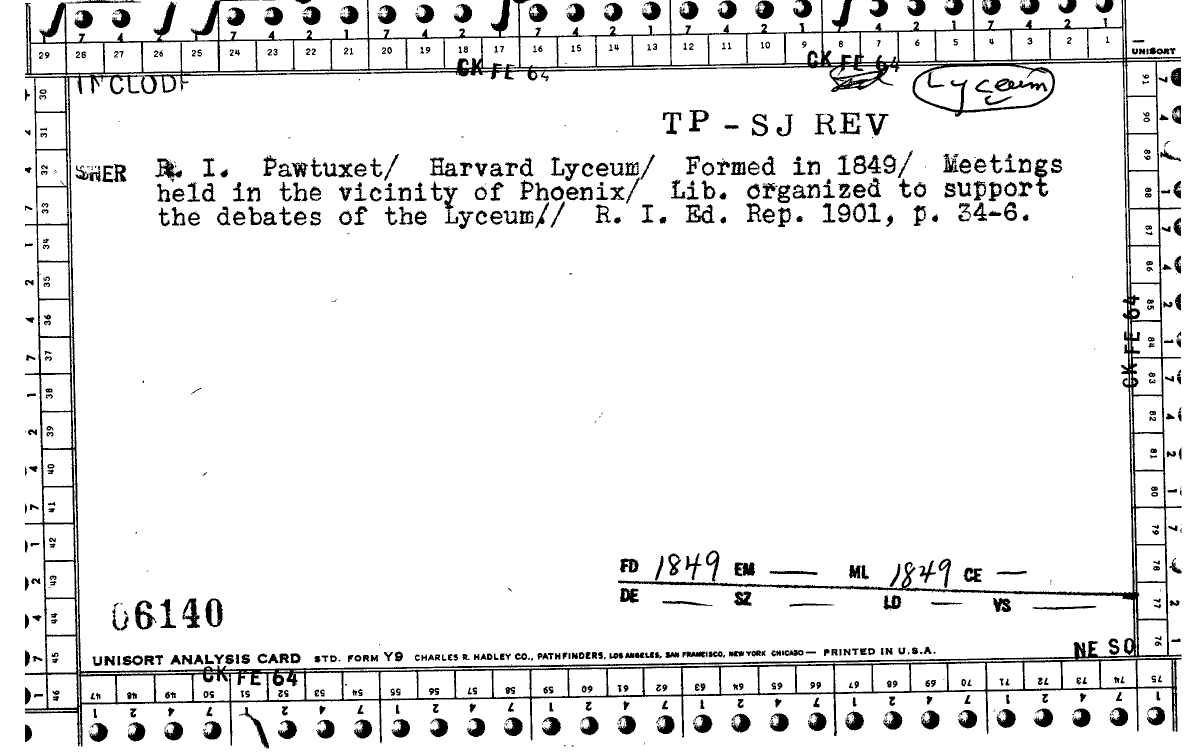 7 4 2 1 7 4 2 1 7 4 2 1 7 4 2 1 7 4 2 1
29 28 27 26 25 24 23 22 21 20 19 18 17 16 15 14 13 12 11 10 9 8 7 6 5 4 3 2 1
UNISORT
CK FE 64 CK FE 64
INCLODE
Lyceum
TP-SJ REV
SHER R. I. Pawtuxet/ Harvard Lyceum/ Formed in 1849/ Meetings
held in the vicinity of Phoenix/ Lib. organized to support
the debates of the Lyceum// R. I. Ed. Rep. 1901, p. 34-6.
30 31 32 33 34 35 36 37 38 39 40 41 42 43 44 45 46
91 90 89 88 87 86 85 84 83 82 81 80 79 78 77 76
CK FE 64
FD 1849 EM — ML 1849 CE —
DE — SZ — LO — VS —
06140
NE SO
UNISORT ANALYSIS CARD STD. FORM Y9 CHARLES R. HADLEY CO., PATHFINDERS, LOS ANGELES, SAN FRANCISCO, NEW YORK CHICAGO — PRINTED IN U.S.A.
CK FE 64
47 48 49 50 51 52 53 54 55 56 57 58 59 60 61 62 63 64 65 66 67 68 69 70 71 72 73 74 75
1 2 4 7 1 2 4 7 1 2 4 7 1 2 4 7 1 2 4 7 1 2 4 7 1 2 4 7 1